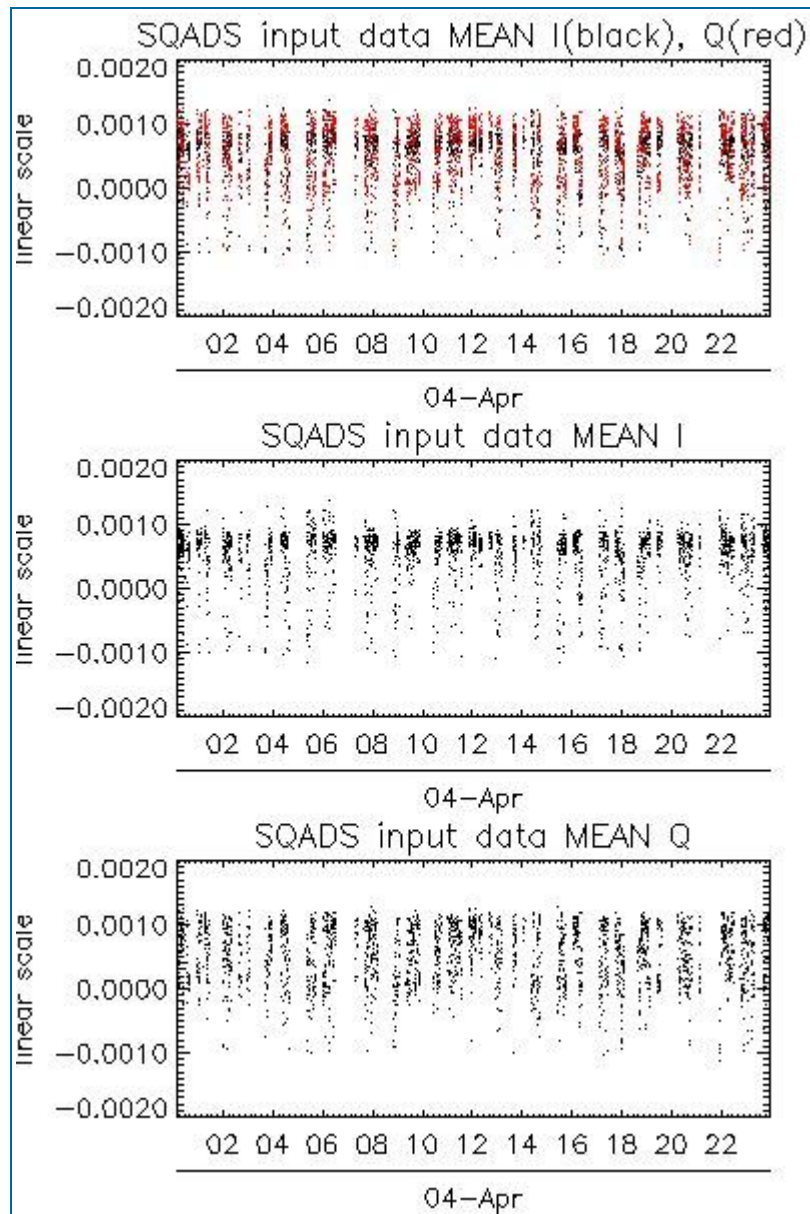 SQADS input data MEAN I(black), Q(red)
0.0020
0.0010
0.0000
−0.0010
−0.0020
linear scale
02 04 06 08 10 12 14 16 18 20 22
04−Apr
SQADS input data MEAN I
0.0020
0.0010
0.0000
−0.0010
−0.0020
linear scale
02 04 06 08 10 12 14 16 18 20 22
04−Apr
SQADS input data MEAN Q
0.0020
0.0010
0.0000
−0.0010
−0.0020
linear scale
02 04 06 08 10 12 14 16 18 20 22
04−Apr